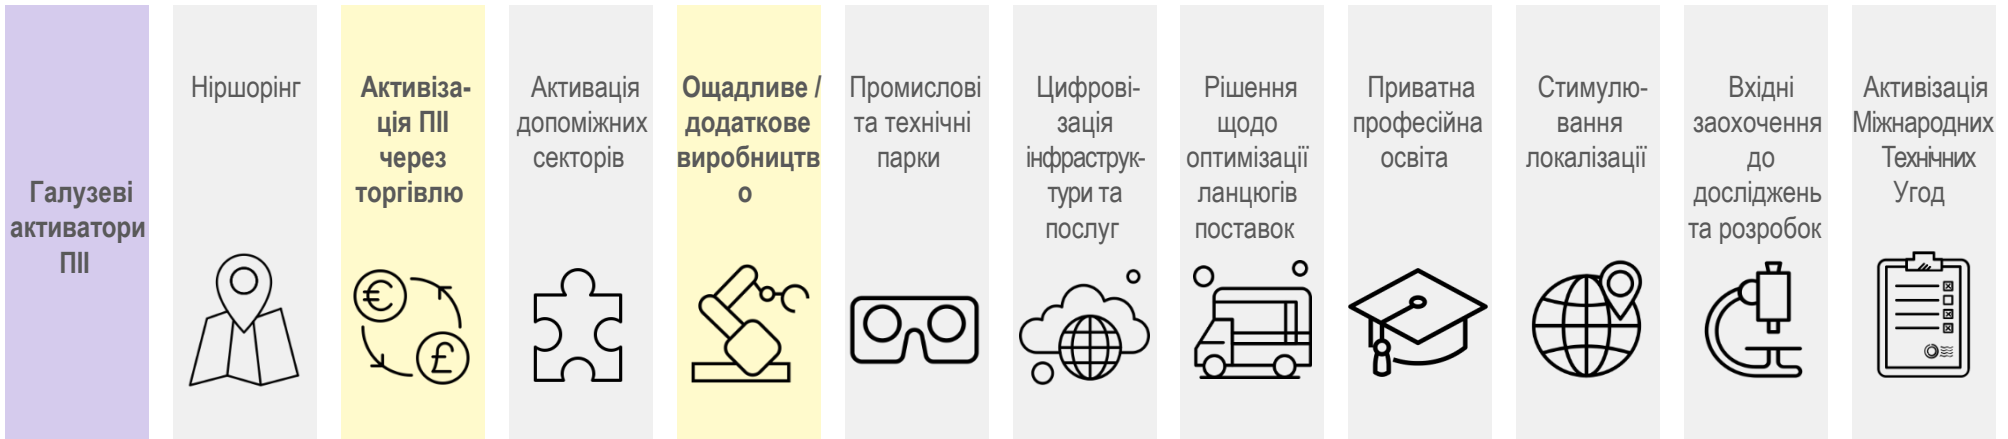 Галузеві
активатори
ПІІ
Ніршорінг
Активіза-
ція ПІІ
через
торгівлю
Активація
допоміжних
секторів
Ощадливе /
додаткове
виробництв
о
Промислові
та технічні
парки
Цифрові-
зація
інфраструк-
тури та
послуг
Рішення
щодо
оптимізації
ланцюгів
поставок
Приватна
професійна
освіта
Стимулю-
вання
локалізації
Вхідні
заохочення
до
досліджень
та розробок
Активізація
Міжнародних
Технічних
Угод